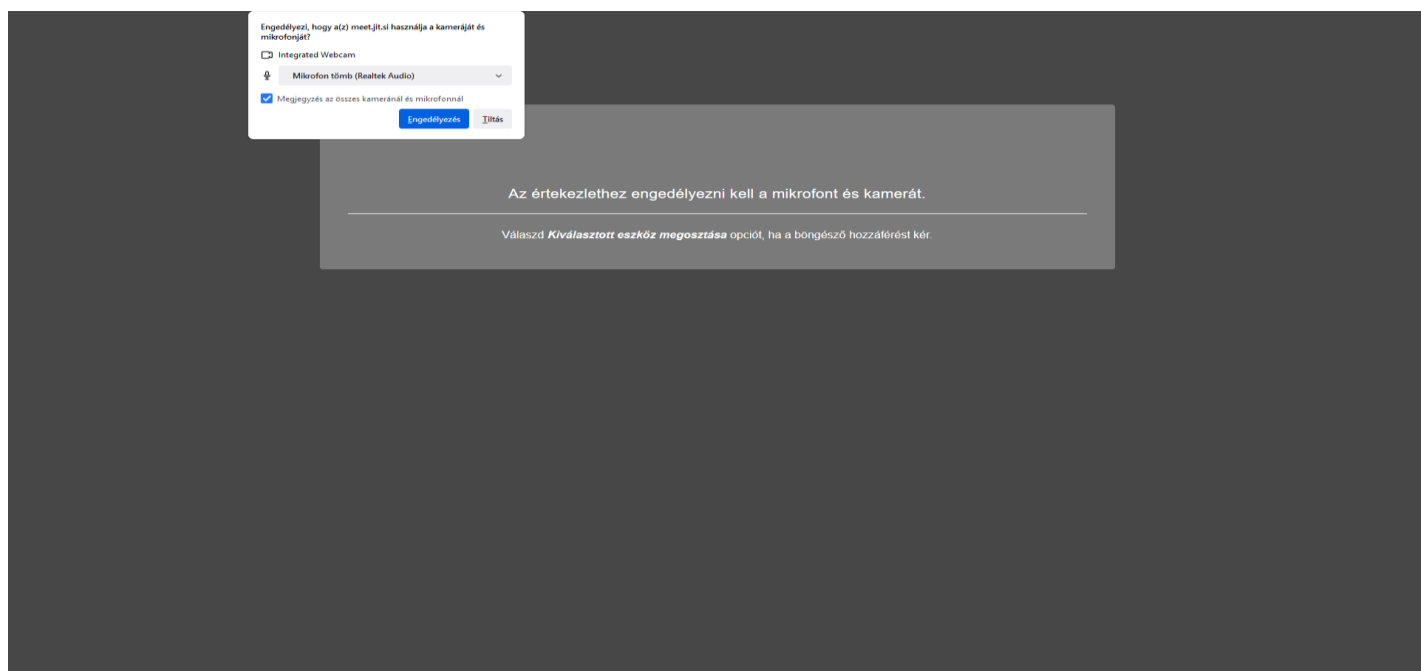 Engedélyezi, hogy a(z) meet.jit.si használja a kameráját és
mikrofonját?
Integrated Webcam
Mikrofon tömb (Realtek Audio)
Megjegyzés az összes kameránál és mikrofonnál
Engedélyezés Tiltás
Az értekezlethez engedélyezni kell a mikrofont és kamerát.
Válaszd Kiválasztott eszköz megosztása opciót, ha a böngésző hozzáférést kér.